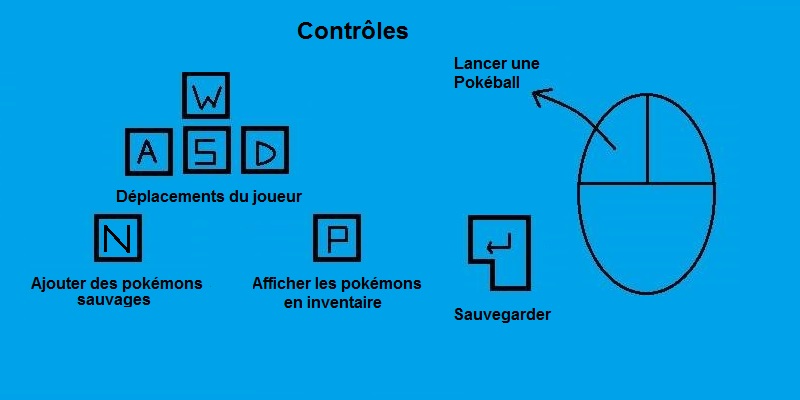 Contrôles
Lancer une
Pokéball
W
A S D
Déplacements du joueur
N
Ajouter des pokémons
sauvages
P
Afficher les pokémons
en inventaire
Sauvegarder